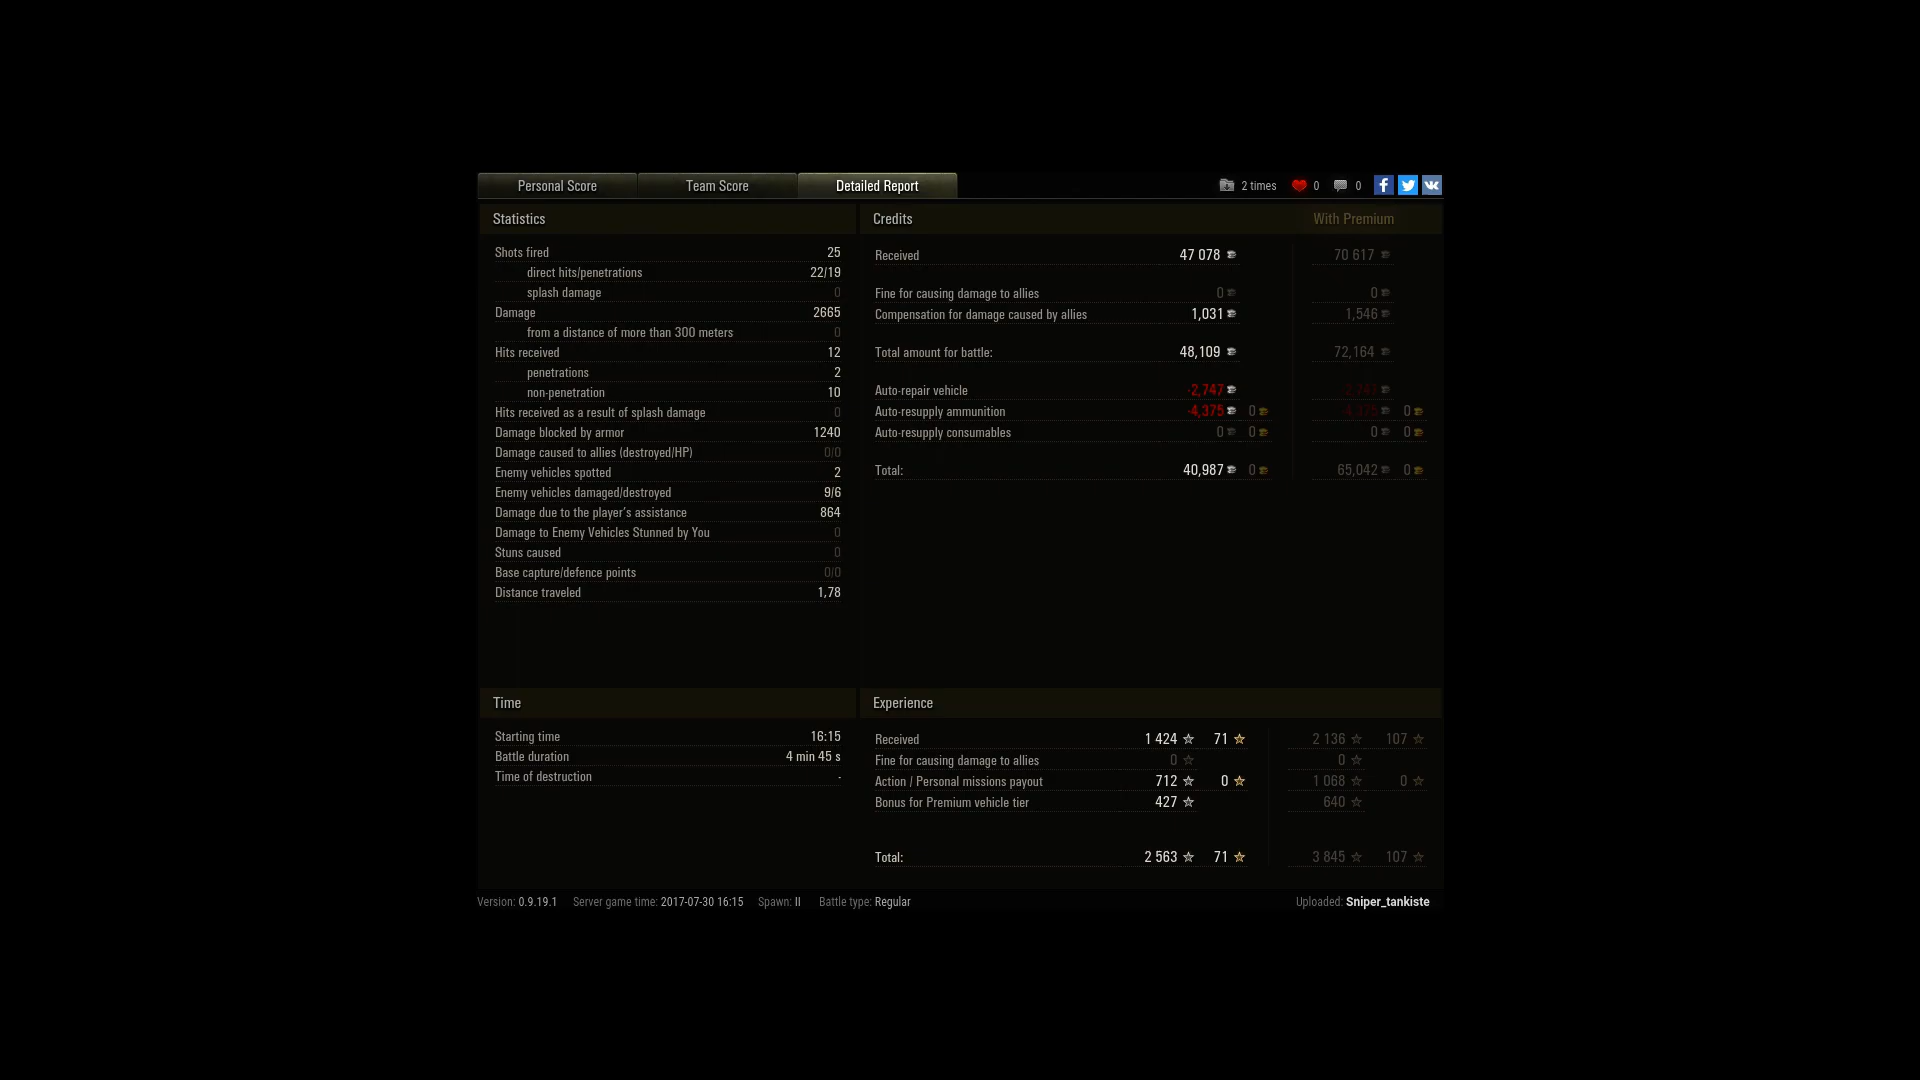 Personal Score Team Score Detailed Report 2 times 0 0
Statistics
Shots fired 25
direct hits/penetrations 22/19
splash damage 0
Damage 2665
from a distance of more than 300 meters 0
Hits received 12
penetrations 2
non-penetration 10
Hits received as a result of splash damage 0
Damage blocked by armor 1240
Damage caused to allies (destroyed/HP) 0/0
Enemy vehicles spotted 2
Enemy vehicles damaged/destroyed 9/6
Damage due to the player's assistance 864
Damage to Enemy Vehicles Stunned by You 0
Stuns caused 0
Base capture/defence points 0/0
Distance traveled 1,78
Credits With Premium
Received 47 078 70 617
Fine for causing damage to allies 0 0
Compensation for damage caused by allies 1,031 1,546
Total amount for battle: 48,109 72,164
Auto-repair vehicle -2,747 -2,747
Auto-resupply ammunition -4,375 0 -4,375 0
Auto-resupply consumables 0 0 0 0
Total: 40,987 0 65,042 0
Time
Starting time 16:15
Battle duration 4 min 45 s
Time of destruction -
Experience
Received 1 424 71 2 136 107
Fine for causing damage to allies 0 0
Action / Personal missions payout 712 0 1 068 0
Bonus for Premium vehicle tier 427 640
Total: 2 563 71 3 845 107
Version: 0.9.19.1 Server game time: 2017-07-30 16:15 Spawn: II Battle type: Regular Uploaded: Sniper_tankiste